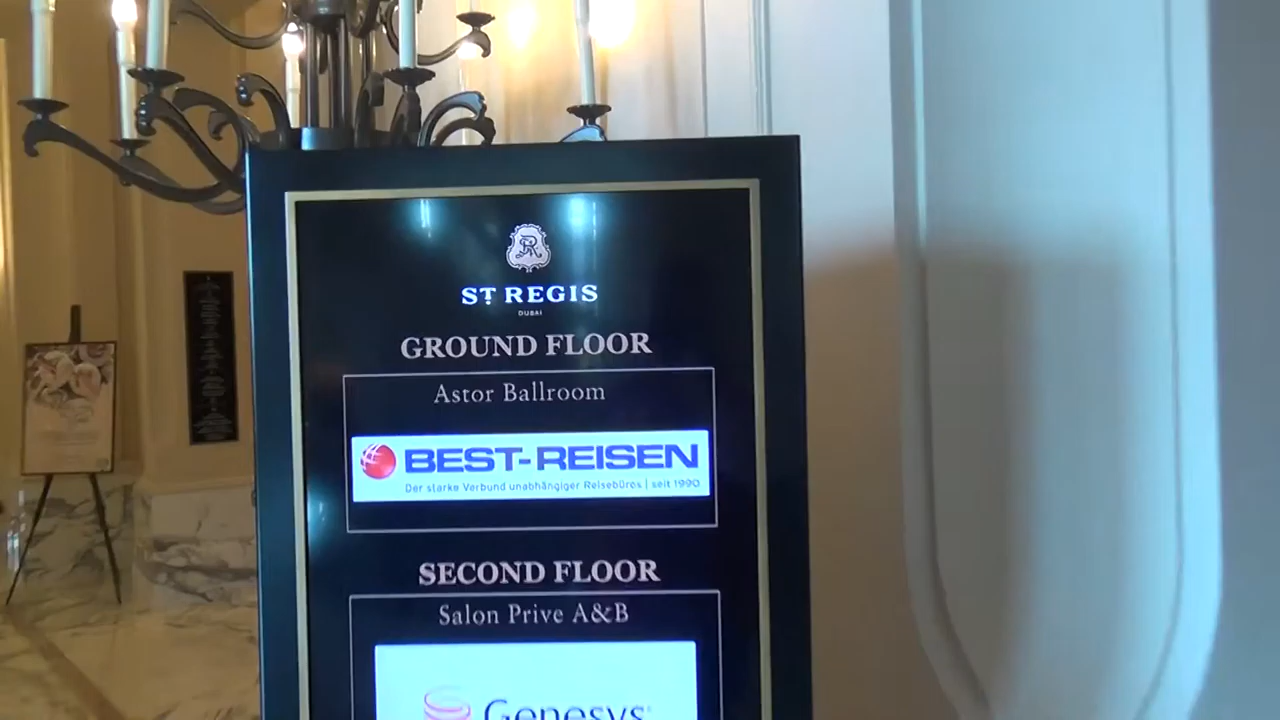 ST. REGIS
DUBAI
GROUND FLOOR
Astor Ballroom
BEST-REISEN
Der starke Verbund unabhängiger Reisebüros | seit 1990
SECOND FLOOR
Salon Prive A&B
Genesys